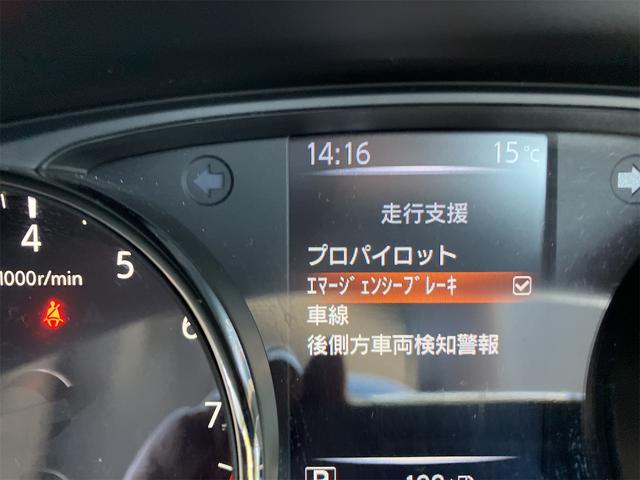 14:16 15℃
走行支援
プロパイロット
ｴﾏｰｼﾞｪﾝｼｰﾌﾞﾚｰｷ
車線
後側方車両検知警報
4
5
1000r/min
6
7
P